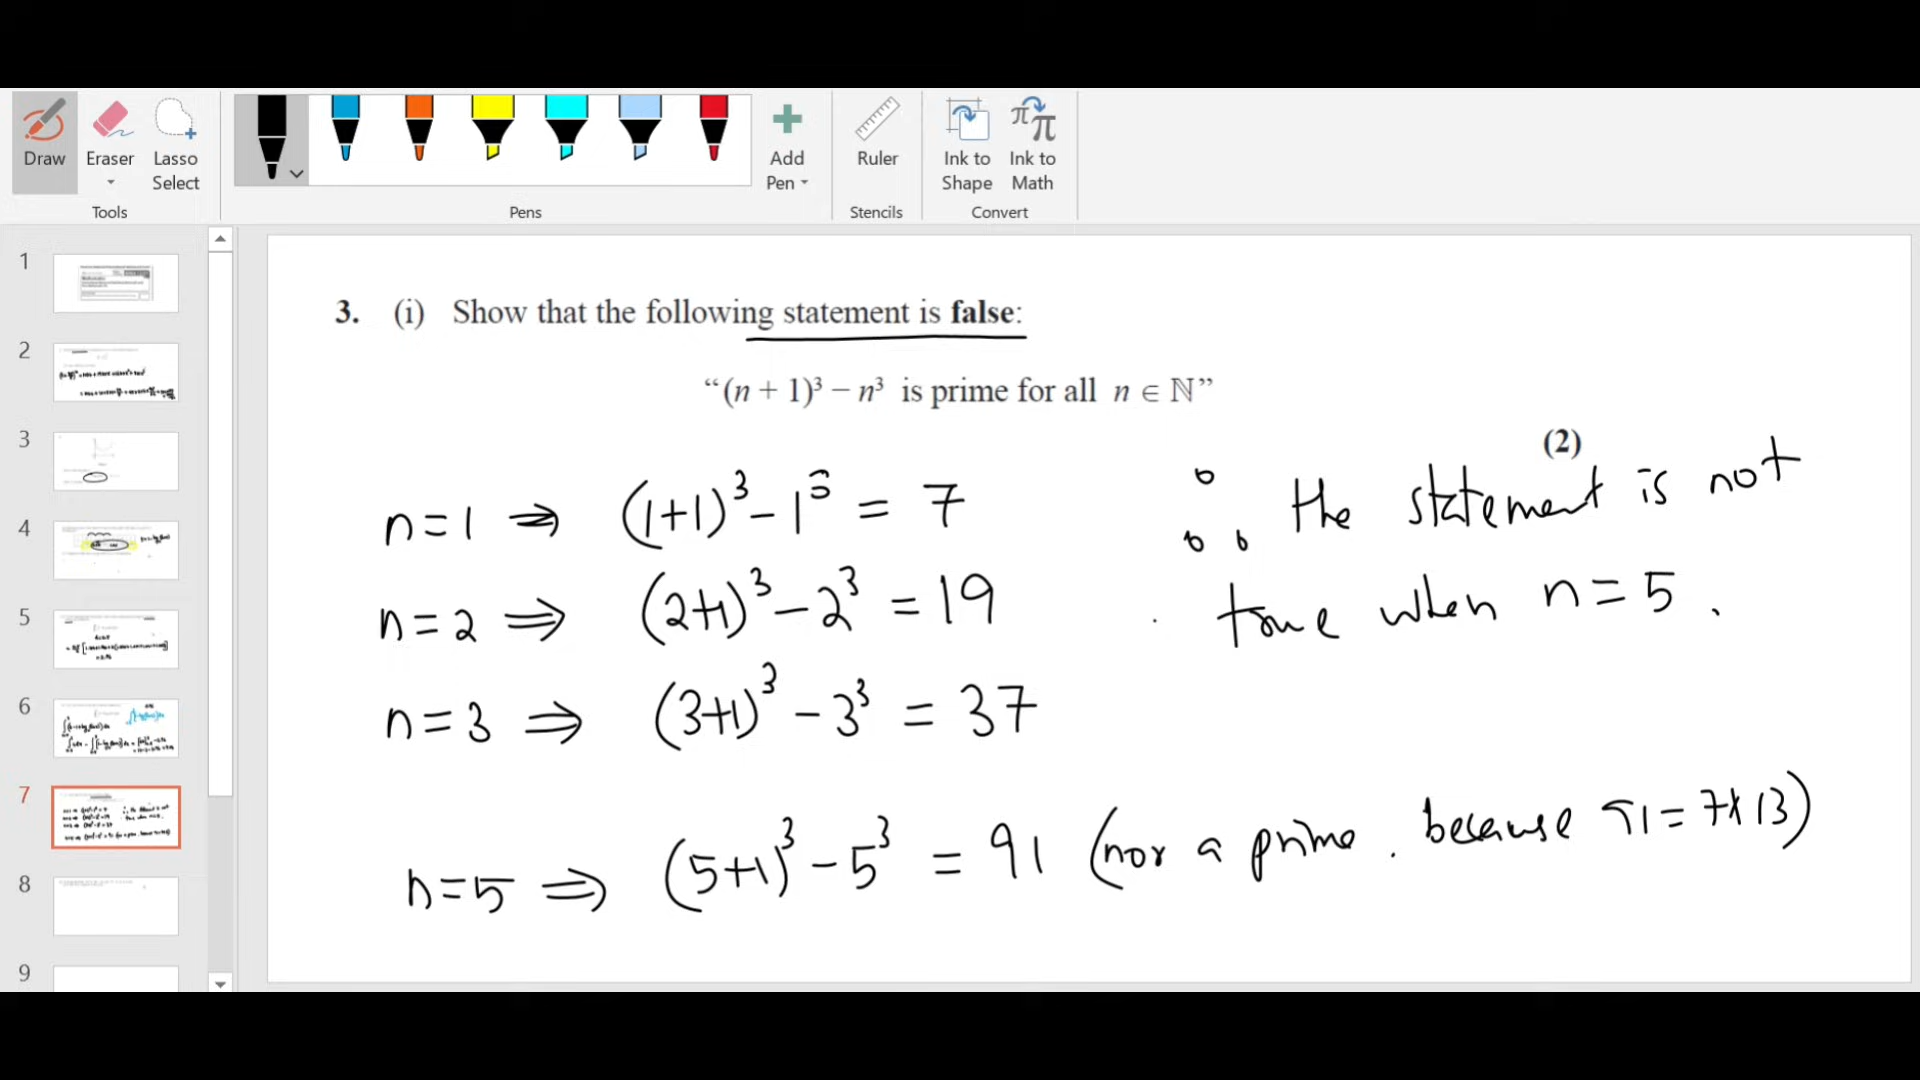 Draw
Eraser
Lasso
Select
Tools
Pens
Add
Pen
Ruler
Stencils
Ink to
Shape
Ink to
Math
Convert
1
2
3
4
5
6
7
8
9
3. (i) Show that the following statement is false:
“(n + 1)³ – n³ is prime for all n ∈ ℕ”
(2)
n=1 ⇒ (1+1)³ – 1³ = 7
n=2 ⇒ (2+1)³ – 2³ = 19
n=3 ⇒ (3+1)³ – 3³ = 37
n=5 ⇒ (5+1)³ – 5³ = 91 (not a prime. because 91 = 7×13)
∴ the statement is not
true when n=5.